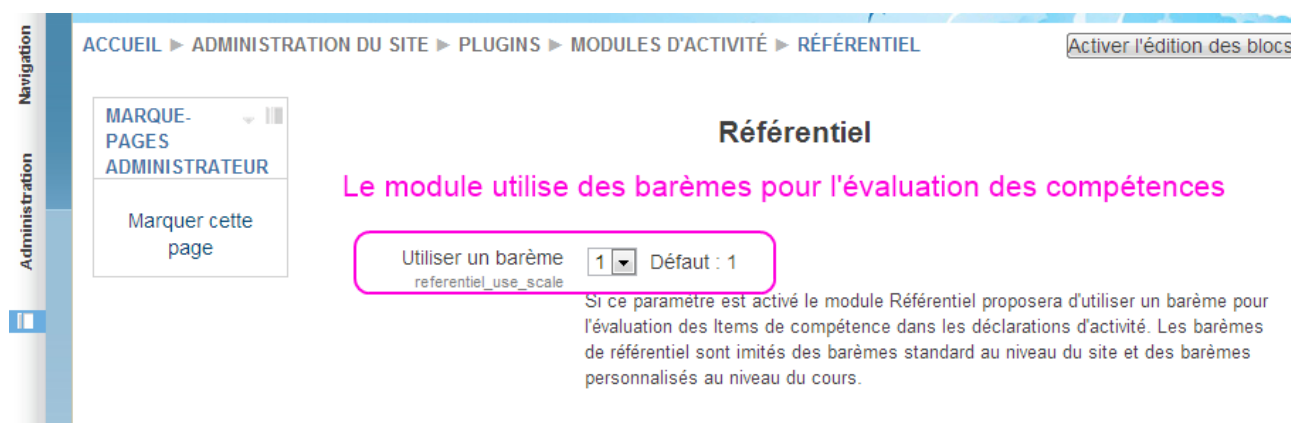 Navigation
Administration
ACCUEIL ► ADMINISTRATION DU SITE ► PLUGINS ► MODULES D'ACTIVITÉ ► RÉFÉRENTIEL
Activer l'édition des blocs
MARQUE-
PAGES
ADMINISTRATEUR
Marquer cette
page
Référentiel
Le module utilise des barèmes pour l'évaluation des compétences
Utiliser un barème 1 Défaut : 1
referentiel_use_scale
Si ce paramètre est activé le module Référentiel proposera d'utiliser un barème pour
l'évaluation des Items de compétence dans les déclarations d'activité. Les barèmes
de référentiel sont imités des barèmes standard au niveau du site et des barèmes
personnalisés au niveau du cours.